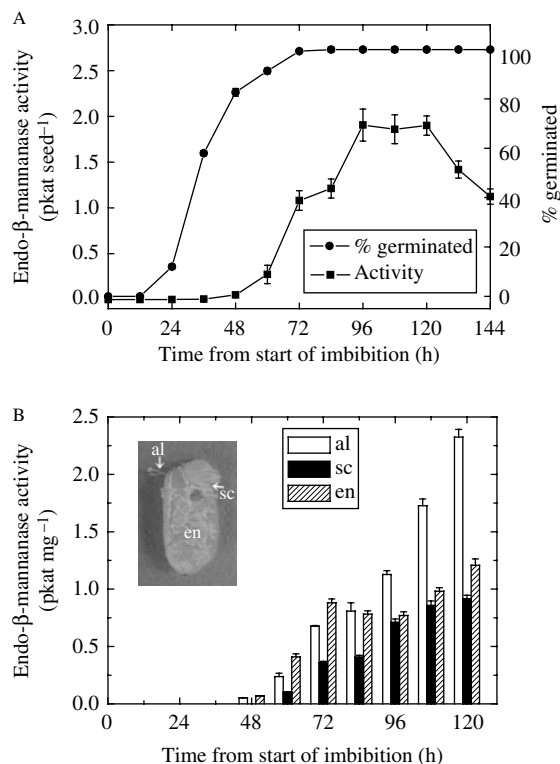 A
3.0
2.5
2.0
1.5
1.0
0.5
0.0
Endo-β-mannanase activity
(pkat seed⁻¹)
100
80
60
40
20
0
% germinated
% germinated
Activity
0 24 48 72 96 120 144
Time from start of imbibition (h)
B
2.5
2.0
1.5
1.0
0.5
0.0
Endo-β-mannanase activity
(pkat mg⁻¹)
al
sc
en
al
sc
en
0 24 48 72 96 120
Time from start of imbibition (h)